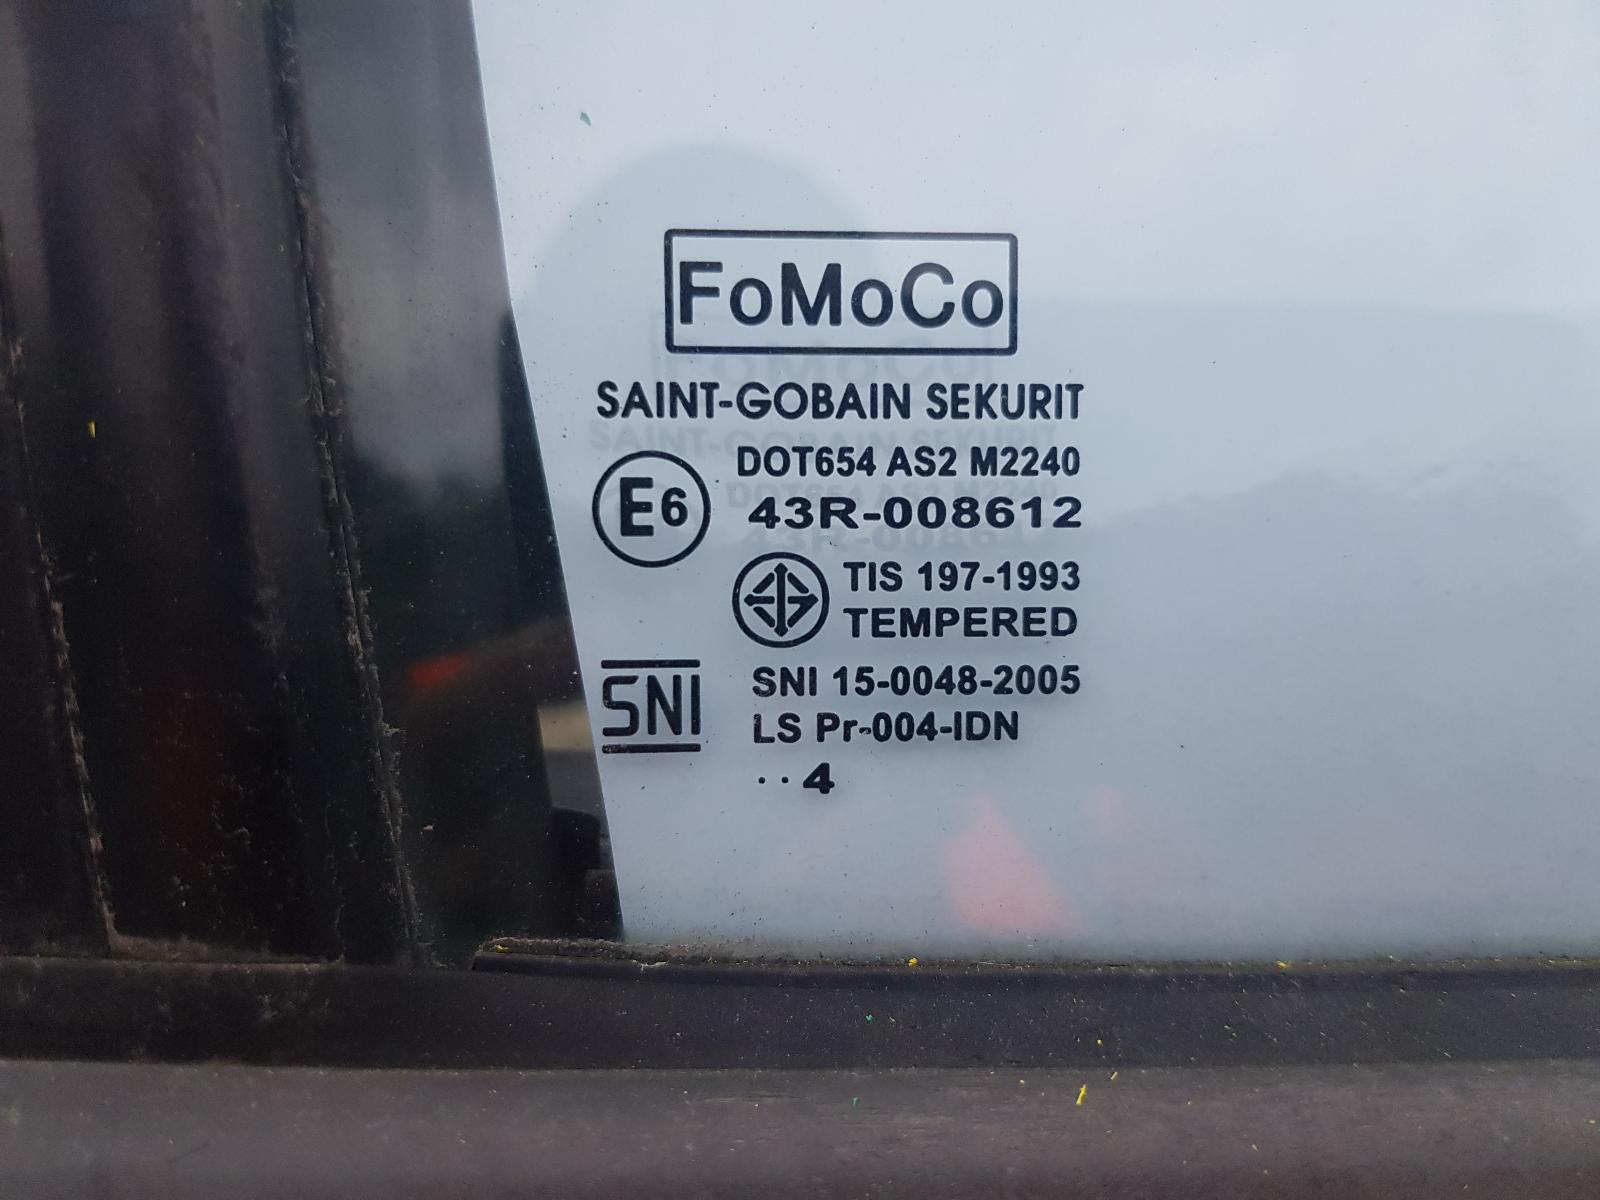 FoMoCo
SAINT-GOBAIN SEKURIT
DOT654 AS2 M2240
E6 43R-008612
TIS 197-1993
TEMPERED
SNI SNI 15-0048-2005
LS Pr-004-IDN
··4